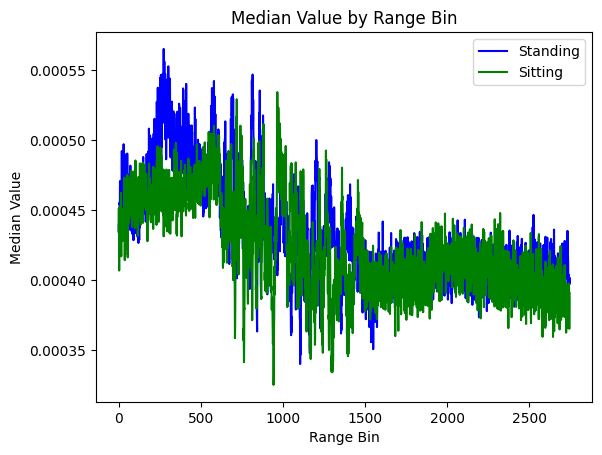 Median Value by Range Bin
Standing
Sitting
Median Value
0.00055
0.00050
0.00045
0.00040
0.00035
0 500 1000 1500 2000 2500
Range Bin